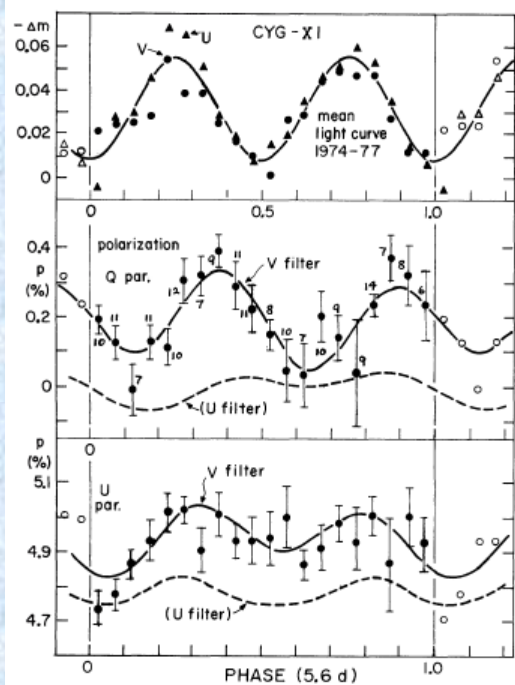 - Δm
0.06
0.04
0.02
0
V
U
CYG-X1
mean
light curve
1974-77
0
0.5
1.0
0.4
p
(%)
0.2
0
polarization
Q par.
V filter
10
11
7
11
10
12
7
9
11
11
8
10
7
10
9
9
14
7
8
6
(U filter)
0
p
(%)
5.1
4.9
4.7
U
par.
V filter
(U filter)
0
PHASE (5.6 d)
1.0